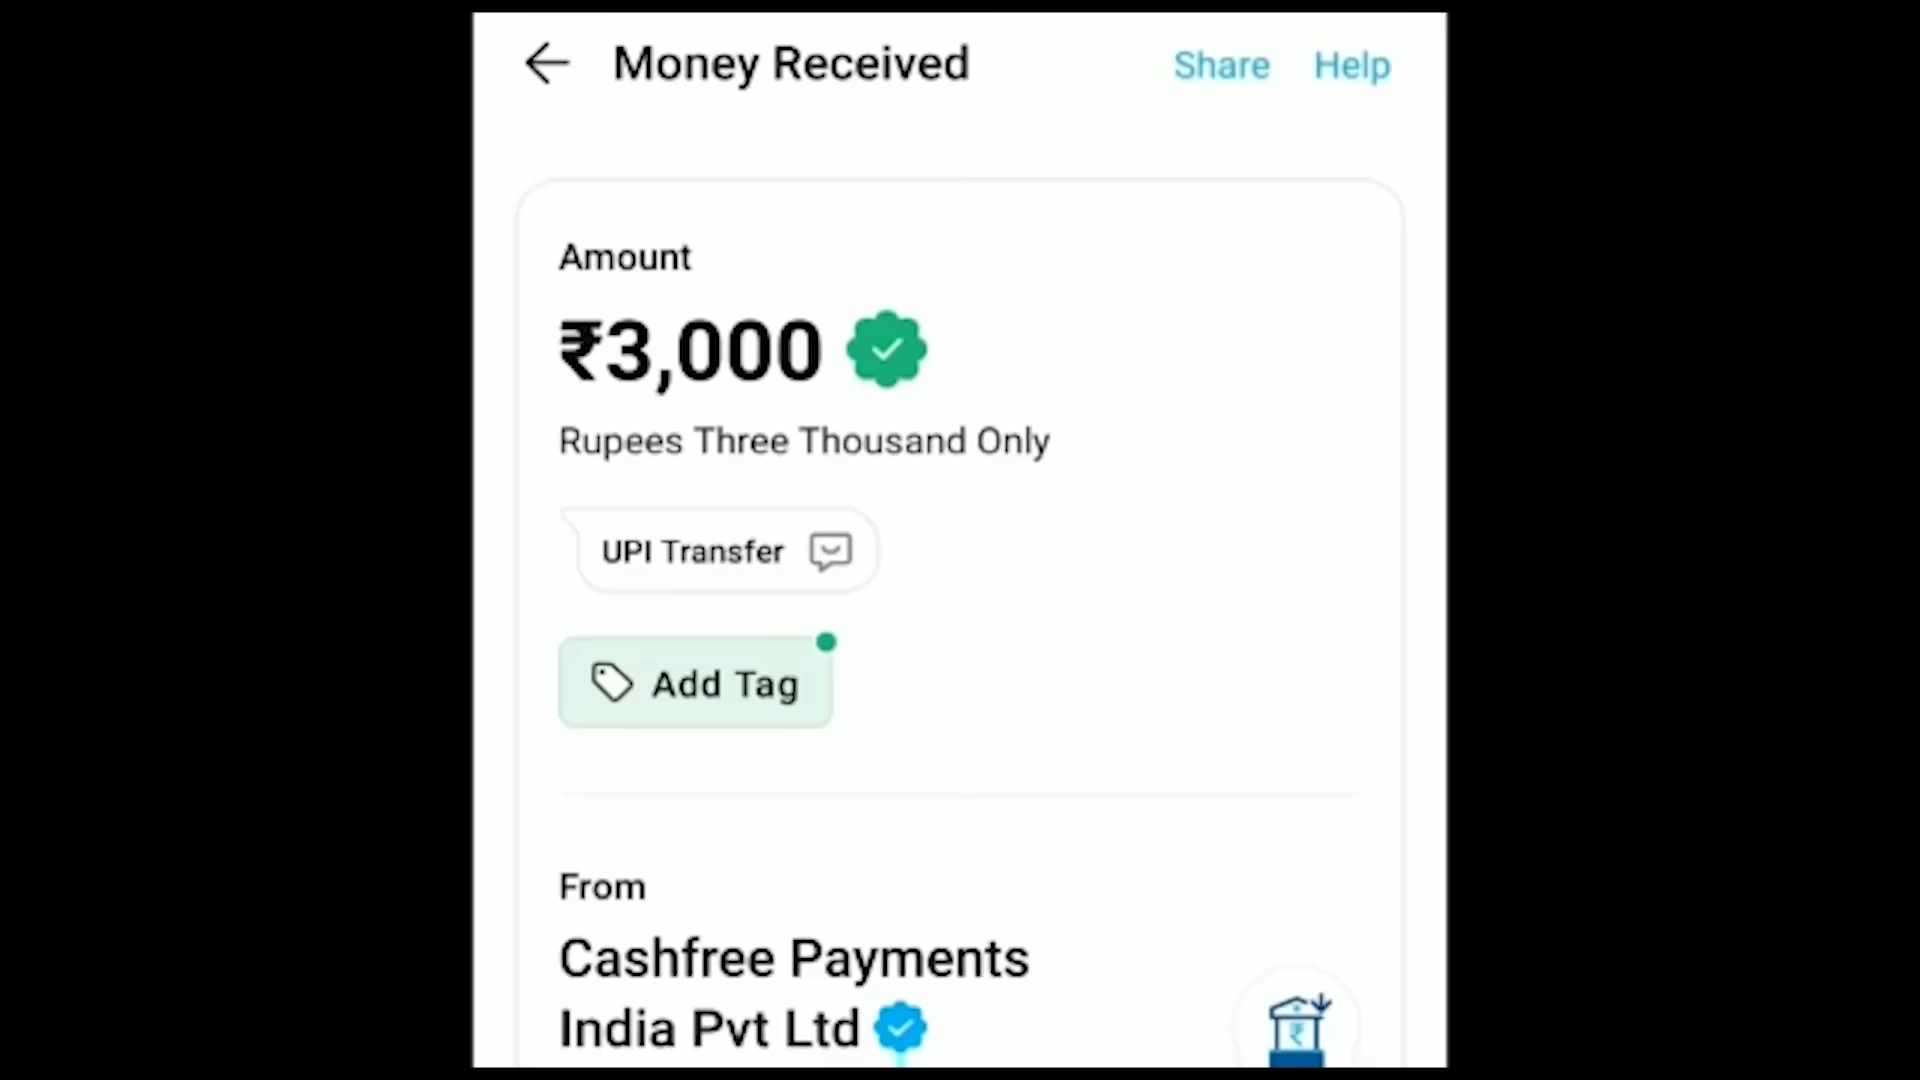 Money Received
Share
Help
Amount
₹3,000
Rupees Three Thousand Only
UPI Transfer
Add Tag
From
Cashfree Payments
India Pvt Ltd
₹